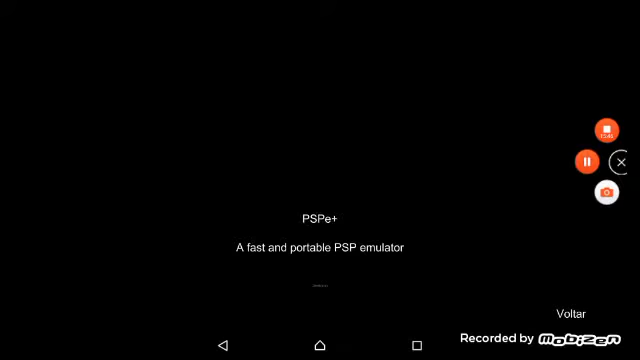 PSPe+
A fast and portable PSP emulator
Voltar
Recorded by Mobizen